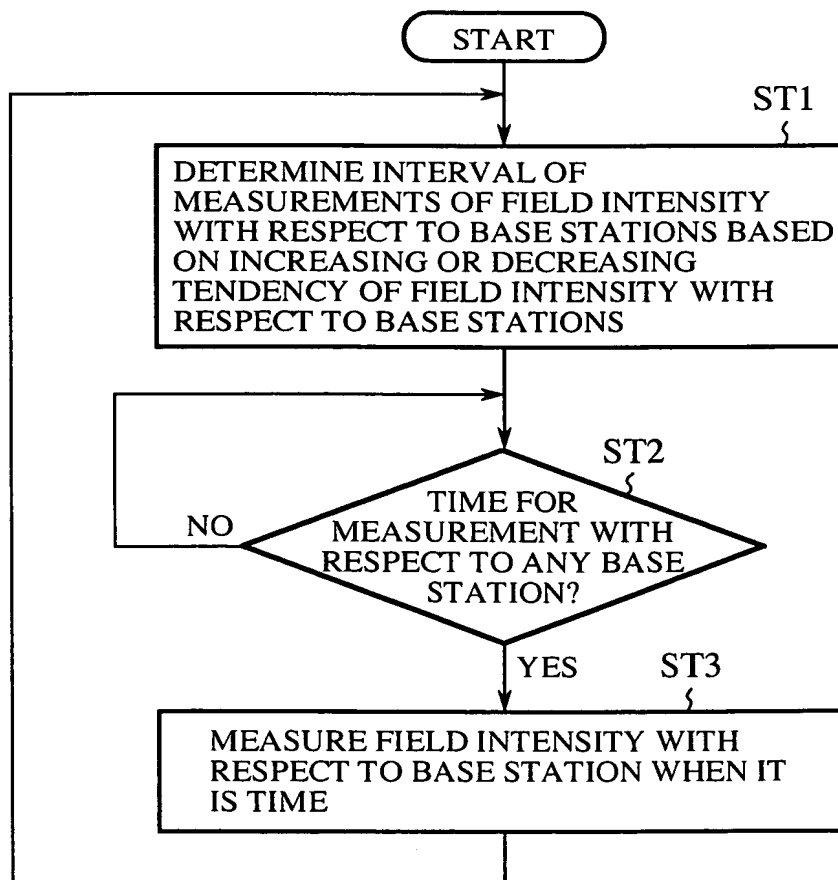 START
ST1
DETERMINE INTERVAL OF
MEASUREMENTS OF FIELD INTENSITY
WITH RESPECT TO BASE STATIONS BASED
ON INCREASING OR DECREASING
TENDENCY OF FIELD INTENSITY WITH
RESPECT TO BASE STATIONS
ST2
TIME FOR
MEASUREMENT WITH
RESPECT TO ANY BASE
STATION?
NO
YES
ST3
MEASURE FIELD INTENSITY WITH
RESPECT TO BASE STATION WHEN IT
IS TIME